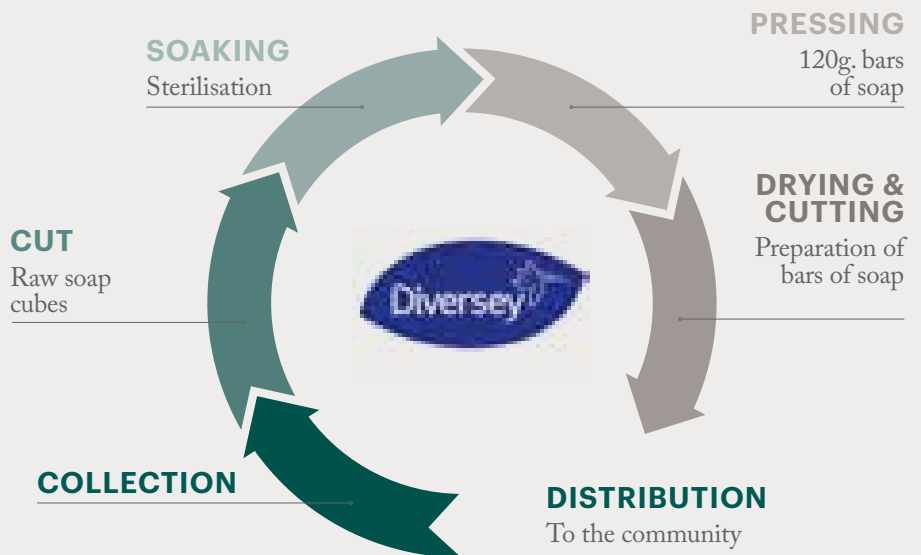 SOAKING
Sterilisation
PRESSING
120g. bars
of soap
DRYING &
CUTTING
Preparation of
bars of soap
CUT
Raw soap
cubes
Diversey
COLLECTION
DISTRIBUTION
To the community